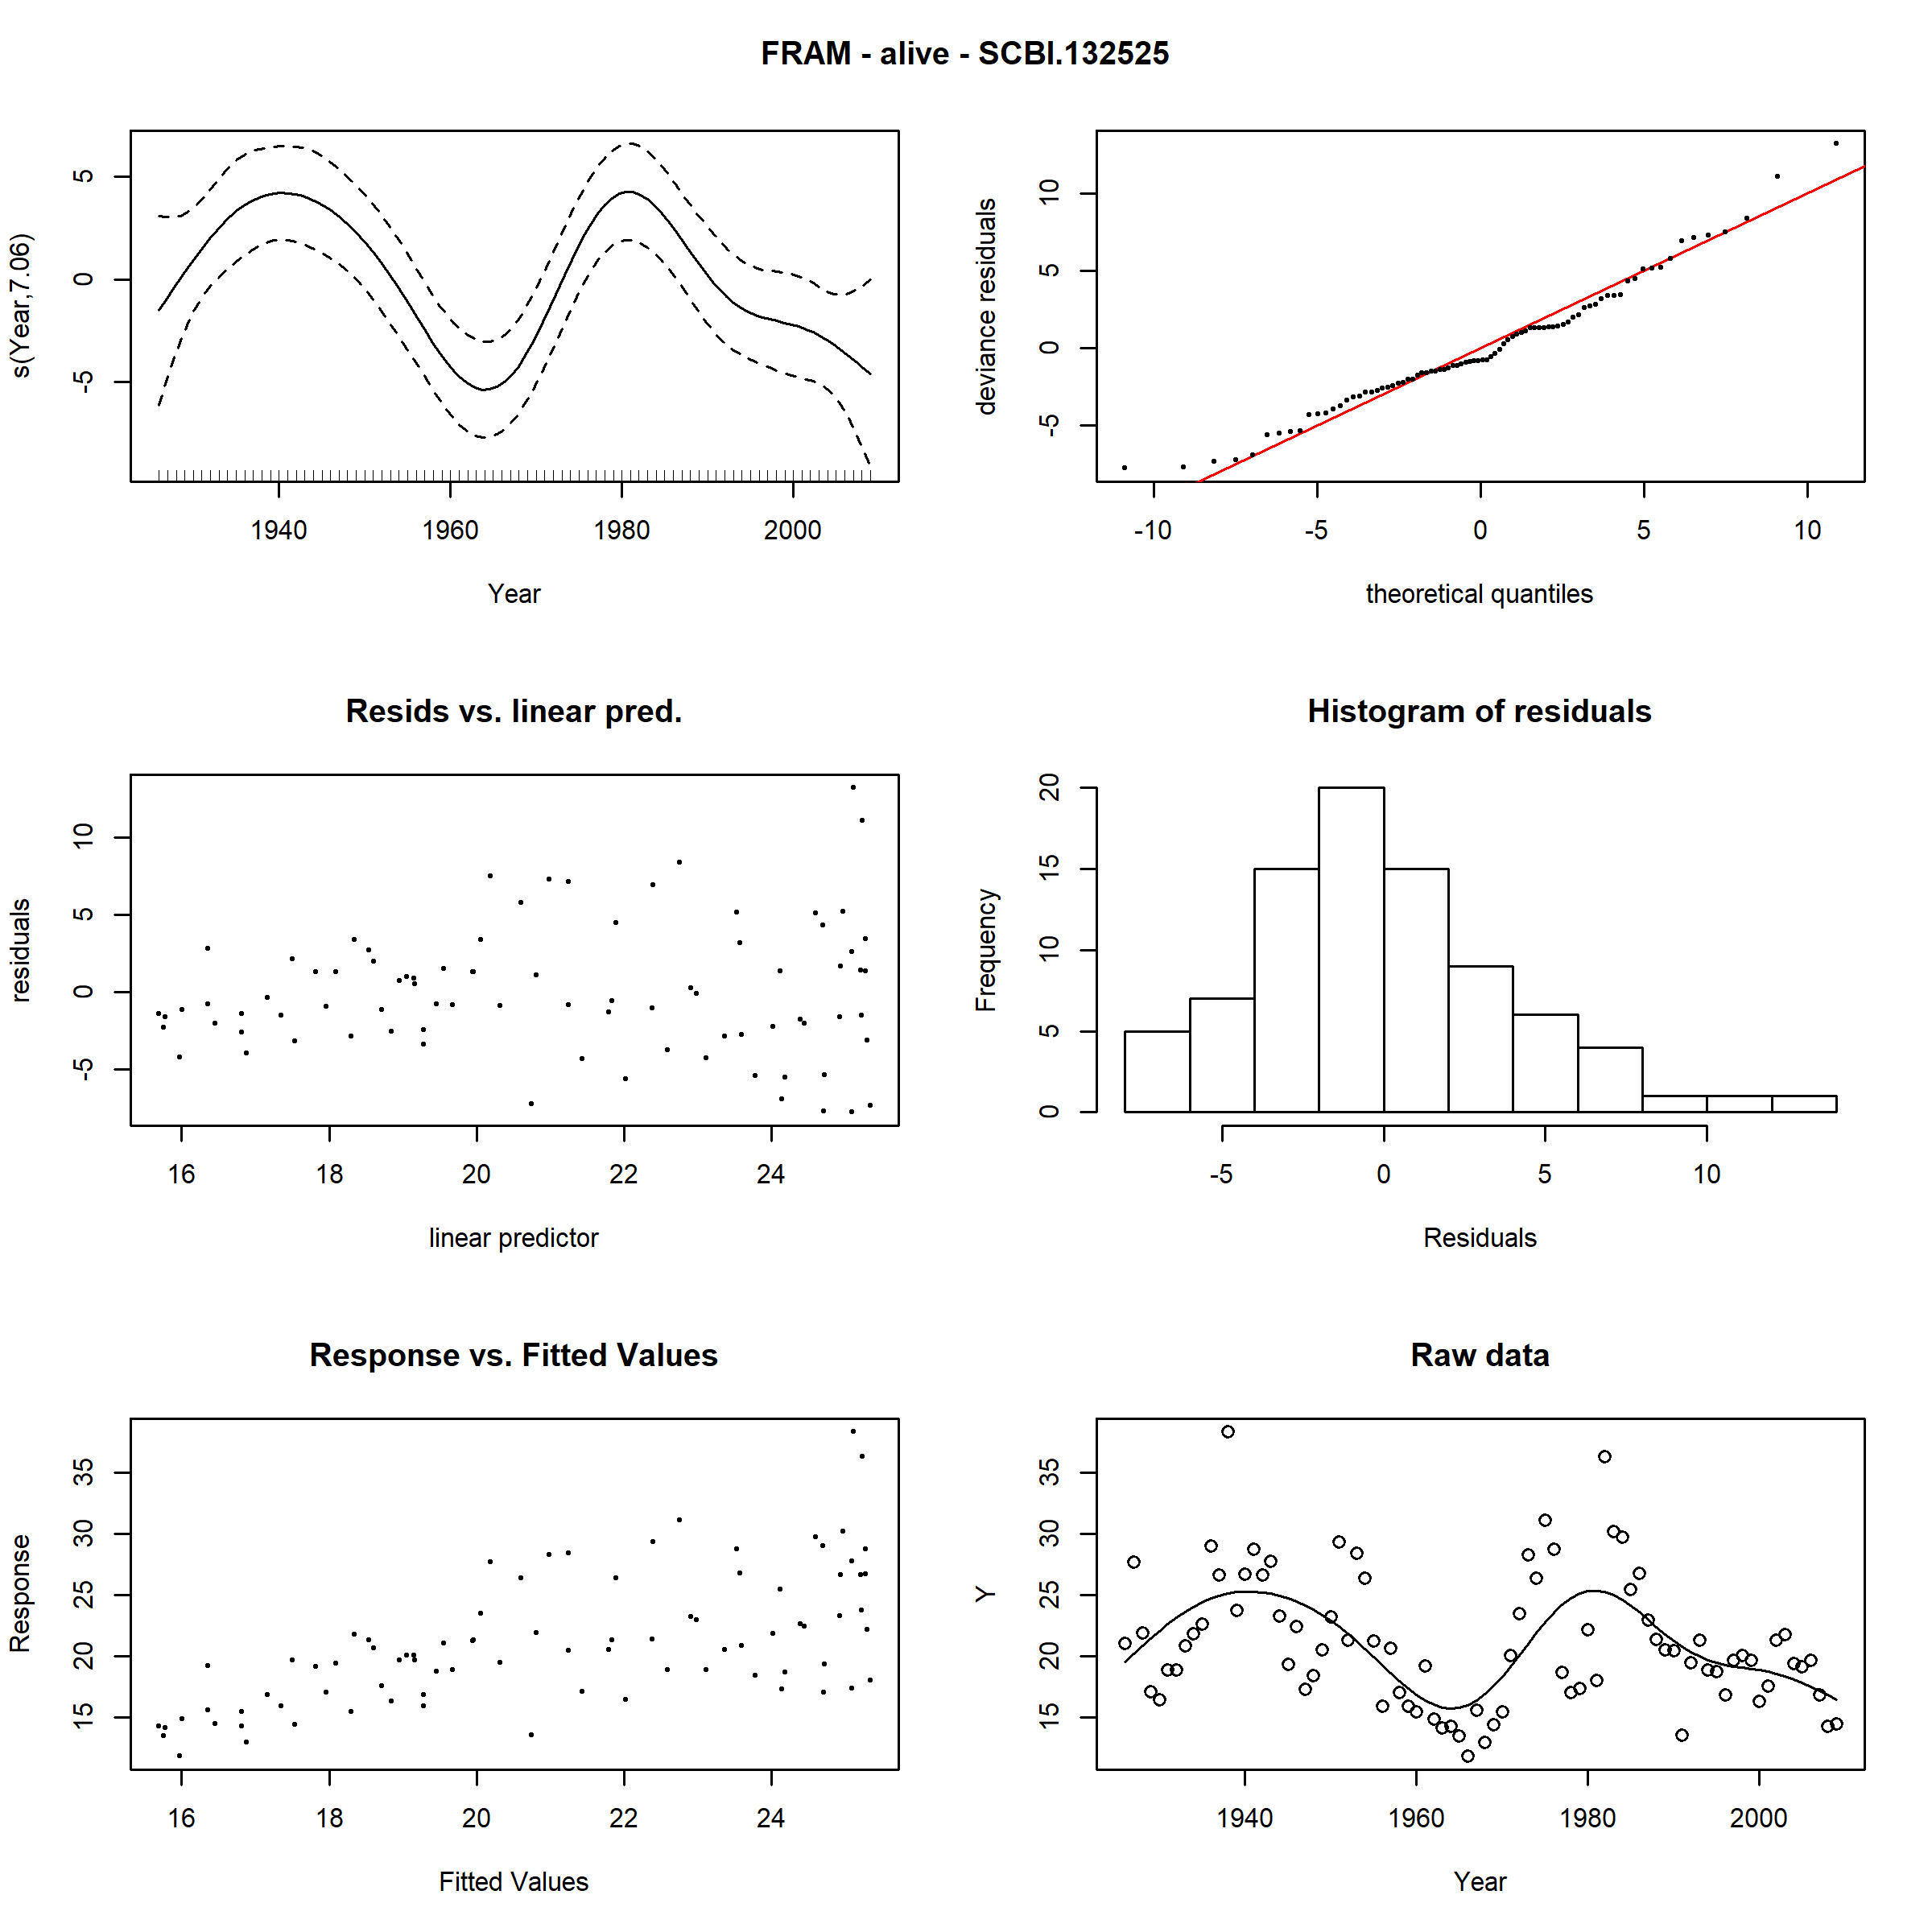 FRAM - alive - SCBI.132525
s(Year,7.06)
5
0
-5
1940 1960 1980 2000
Year
deviance residuals
10
5
0
-5
-10 -5 0 5 10
theoretical quantiles
Resids vs. linear pred.
residuals
10
5
0
-5
16 18 20 22 24
linear predictor
Histogram of residuals
Frequency
20
15
10
5
0
-5 0 5 10
Residuals
Response vs. Fitted Values
Response
35
30
25
20
15
16 18 20 22 24
Fitted Values
Raw data
Y
35
30
25
20
15
1940 1960 1980 2000
Year